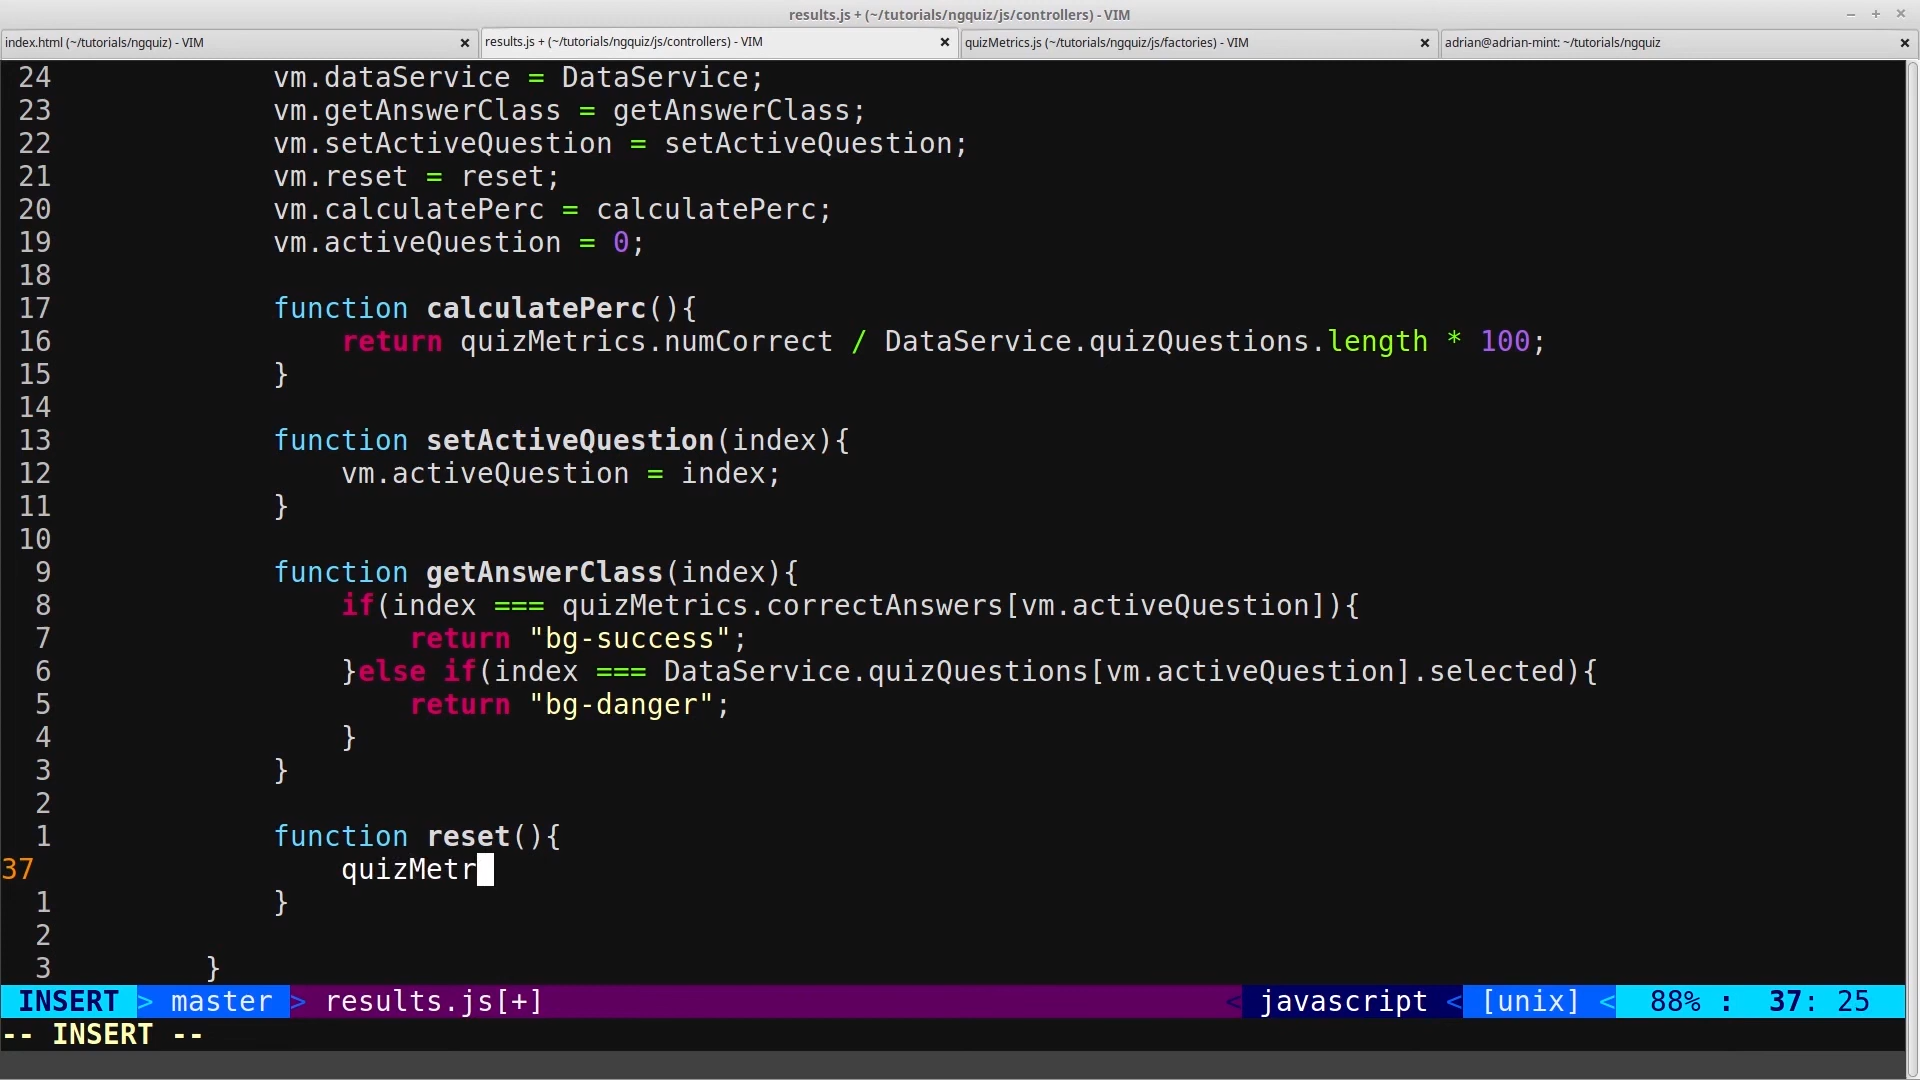 results.js + (~/tutorials/ngquiz/js/controllers) - VIM
index.html (~/tutorials/ngquiz) - VIM
results.js + (~/tutorials/ngquiz/js/controllers) - VIM
quizMetrics.js (~/tutorials/ngquiz/js/factories) - VIM
adrian@adrian-mint: ~/tutorials/ngquiz
24 vm.dataService = DataService;
23 vm.getAnswerClass = getAnswerClass;
22 vm.setActiveQuestion = setActiveQuestion;
21 vm.reset = reset;
20 vm.calculatePerc = calculatePerc;
19 vm.activeQuestion = 0;
18
17 function calculatePerc(){
16 return quizMetrics.numCorrect / DataService.quizQuestions.length * 100;
15 }
14
13 function setActiveQuestion(index){
12 vm.activeQuestion = index;
11 }
10
9 function getAnswerClass(index){
8 if(index === quizMetrics.correctAnswers[vm.activeQuestion]){
7 return "bg-success";
6 }else if(index === DataService.quizQuestions[vm.activeQuestion].selected){
5 return "bg-danger";
4 }
3 }
2
1 function reset(){
37 quizMetr
1 }
2
3 }
INSERT > master > results.js[+] < javascript < [unix] < 88% : 37: 25
-- INSERT --